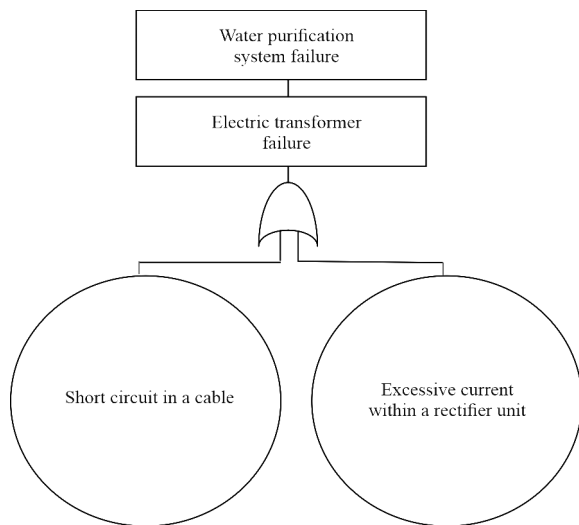 Water purification
system failure
Electric transformer
failure
Short circuit in a cable
Excessive current
within a rectifier unit